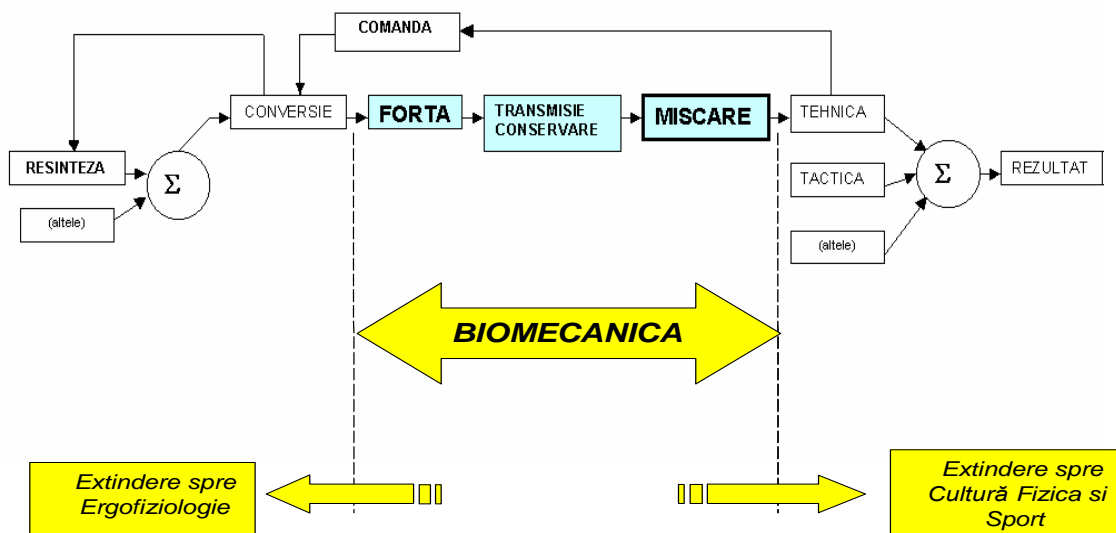 COMANDA
CONVERSIE
FORTA
TRANSMISIE
CONSERVARE
MISCARE
TEHNICA
RESINTEZA
Σ
(altele)
TACTICA
Σ
REZULTAT
(altele)
BIOMECANICA
Extindere spre
Ergofiziologie
Extindere spre
Cultură Fizica si
Sport